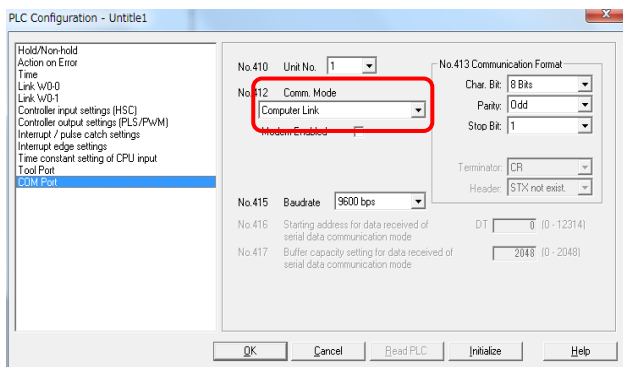 PLC Configuration - Untitle1
Hold/Non-hold
Action on Error
Time
Link W0-0
Link W0-1
Controller input settings (HSC)
Controller output settings (PLS/PWM)
Interrupt / pulse catch settings
Interrupt edge settings
Time constant setting of CPU input
Tool Port
COM Port
No.410 Unit No. 1
No.412 Comm. Mode
Computer Link
Modem Enabled
No.413 Communication Format
Char. Bit: 8 Bits
Parity: Odd
Stop Bit: 1
Terminator: CR
Header: STX not exist.
No.415 Baudrate 9600 bps
No.416 Starting address for data received of serial data communication mode DT 0 (0 - 12314)
No.417 Buffer capacity setting for data received of serial data communication mode 2048 (0 - 2048)
OK Cancel Read PLC Initialize Help